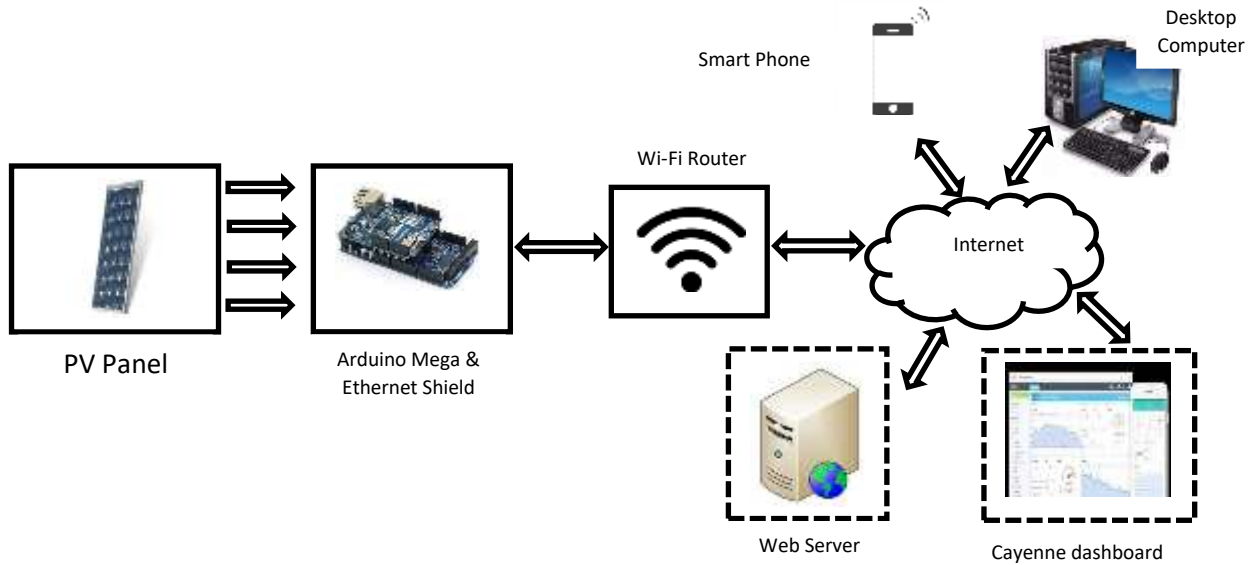 Desktop
Computer
Smart Phone
Wi-Fi Router
Internet
PV Panel
Arduino Mega &
Ethernet Shield
Web Server
Cayenne dashboard